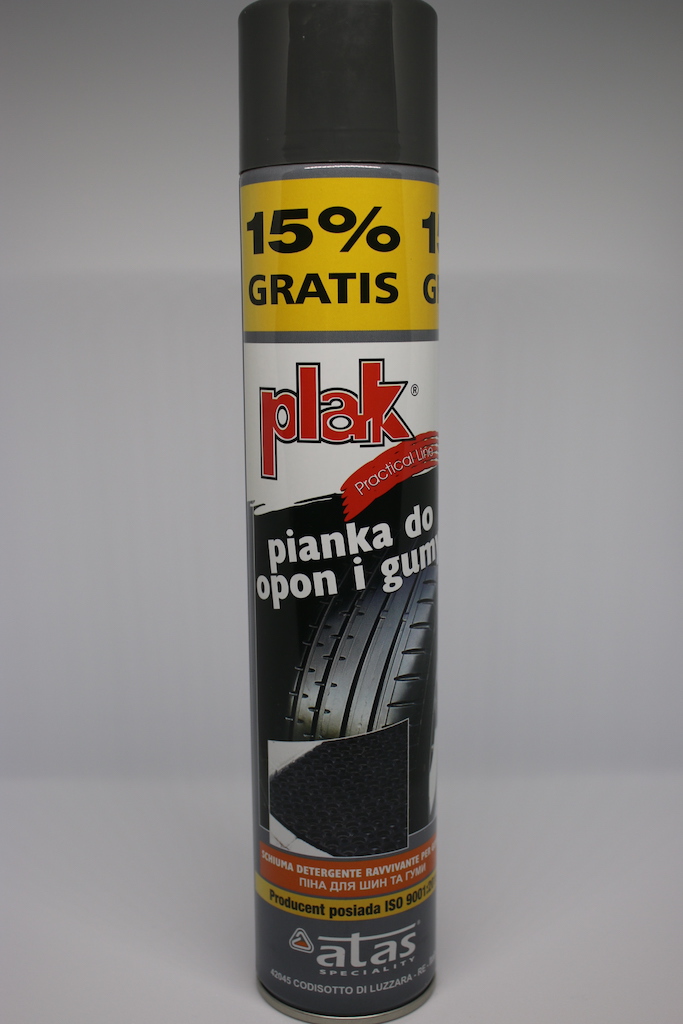 15%
GRATIS
plak®
Practical Line
pianka do
opon i gumy
SCHIUMA DETERGENTE RAVVIVANTE PER
ПІНА ДЛЯ ШИН ТА ГУМИ
Producent posiada ISO 9001:20
atas®
SPECIALITY
42045 CODISOTTO DI LUZZARA - RE -